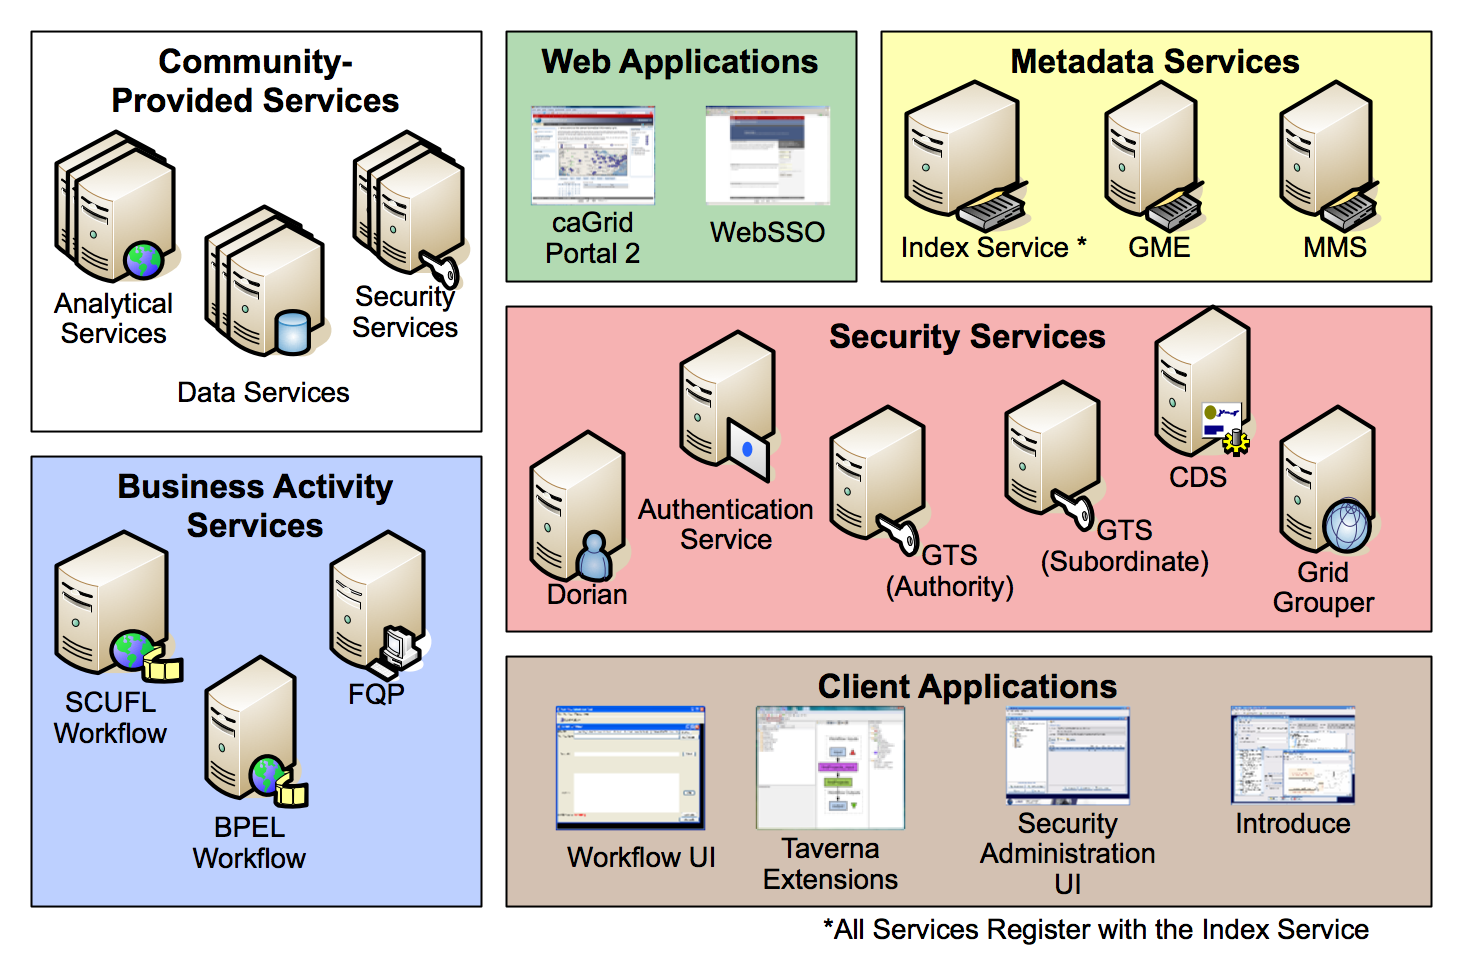 Community-
Provided Services
Analytical
Services
Security
Services
Data Services
Web Applications
caGrid
Portal 2
WebSSO
Metadata Services
Index Service *
GME
MMS
Security Services
Dorian
Authentication
Service
GTS
(Authority)
GTS
(Subordinate)
CDS
Grid
Grouper
Business Activity
Services
SCUFL
Workflow
FQP
BPEL
Workflow
Client Applications
Workflow UI
Taverna
Extensions
Security
Administration
UI
Introduce
*All Services Register with the Index Service